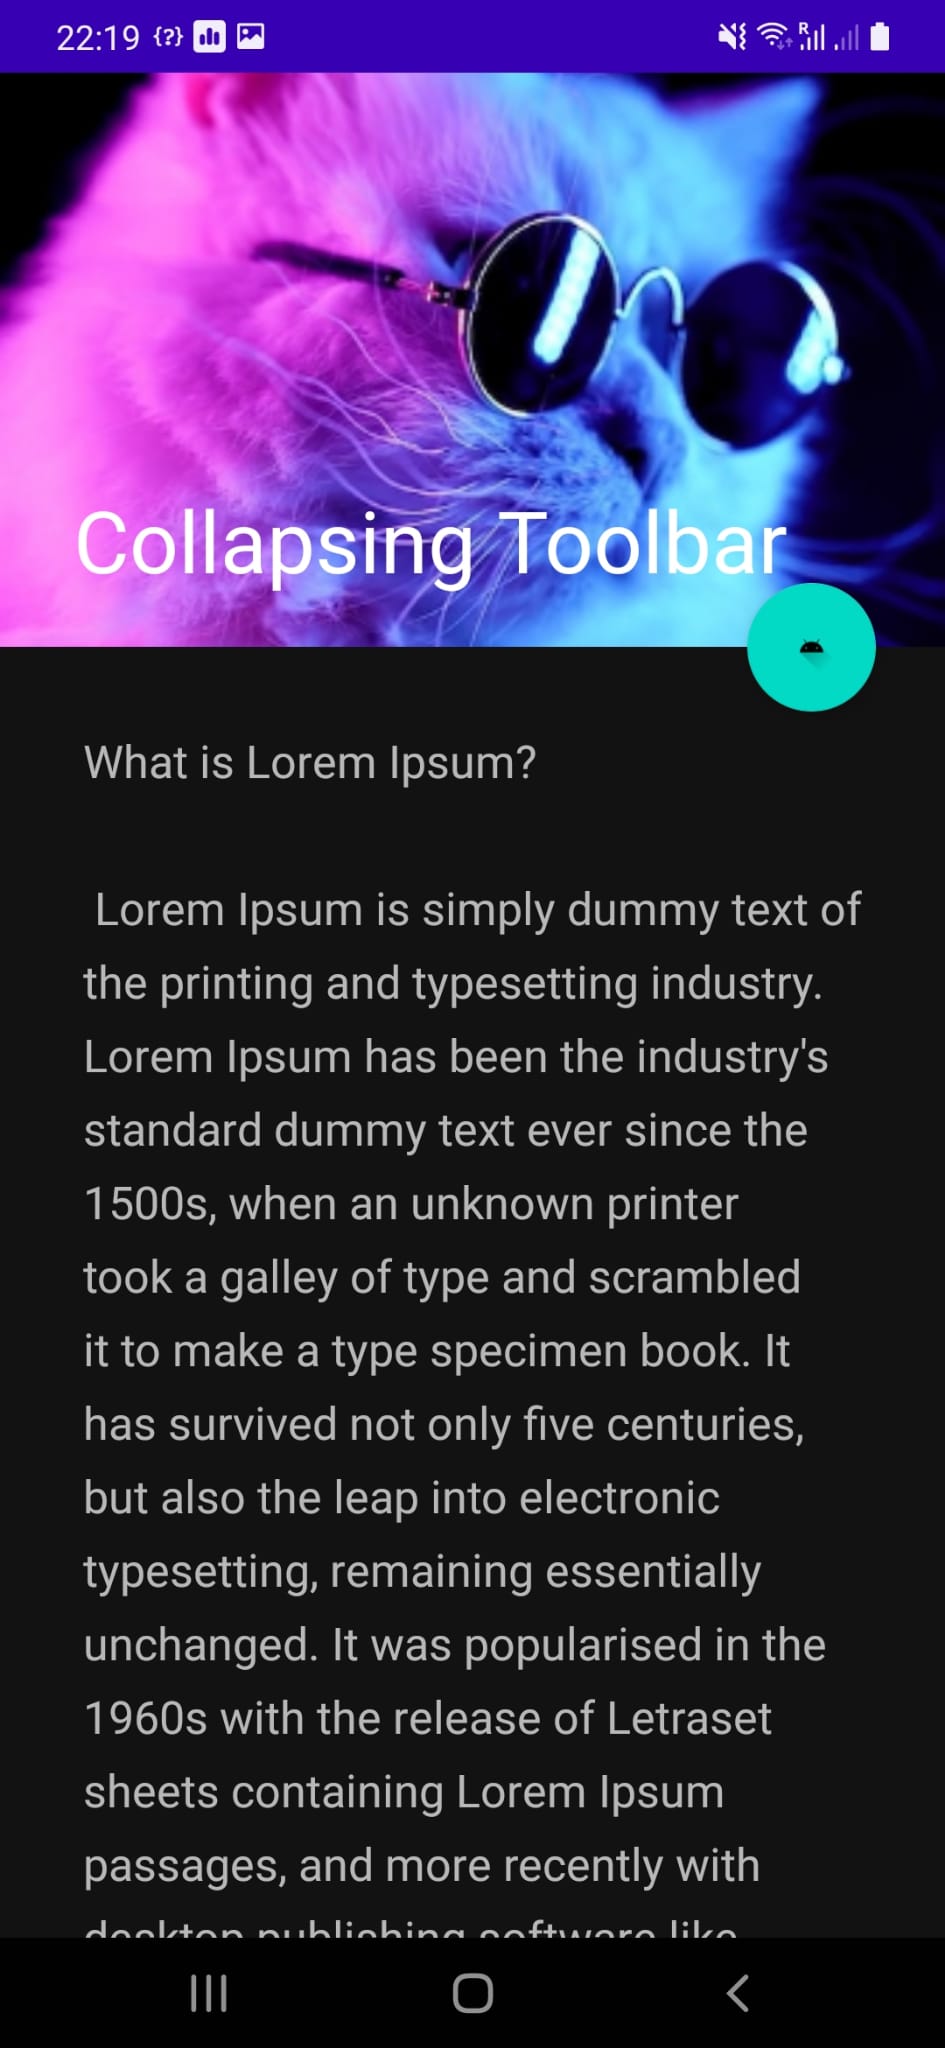 22:19 {?}
R
Collapsing Toolbar
What is Lorem Ipsum?
Lorem Ipsum is simply dummy text of
the printing and typesetting industry.
Lorem Ipsum has been the industry's
standard dummy text ever since the
1500s, when an unknown printer
took a galley of type and scrambled
it to make a type specimen book. It
has survived not only five centuries,
but also the leap into electronic
typesetting, remaining essentially
unchanged. It was popularised in the
1960s with the release of Letraset
sheets containing Lorem Ipsum
passages, and more recently with
desktop publishing software like